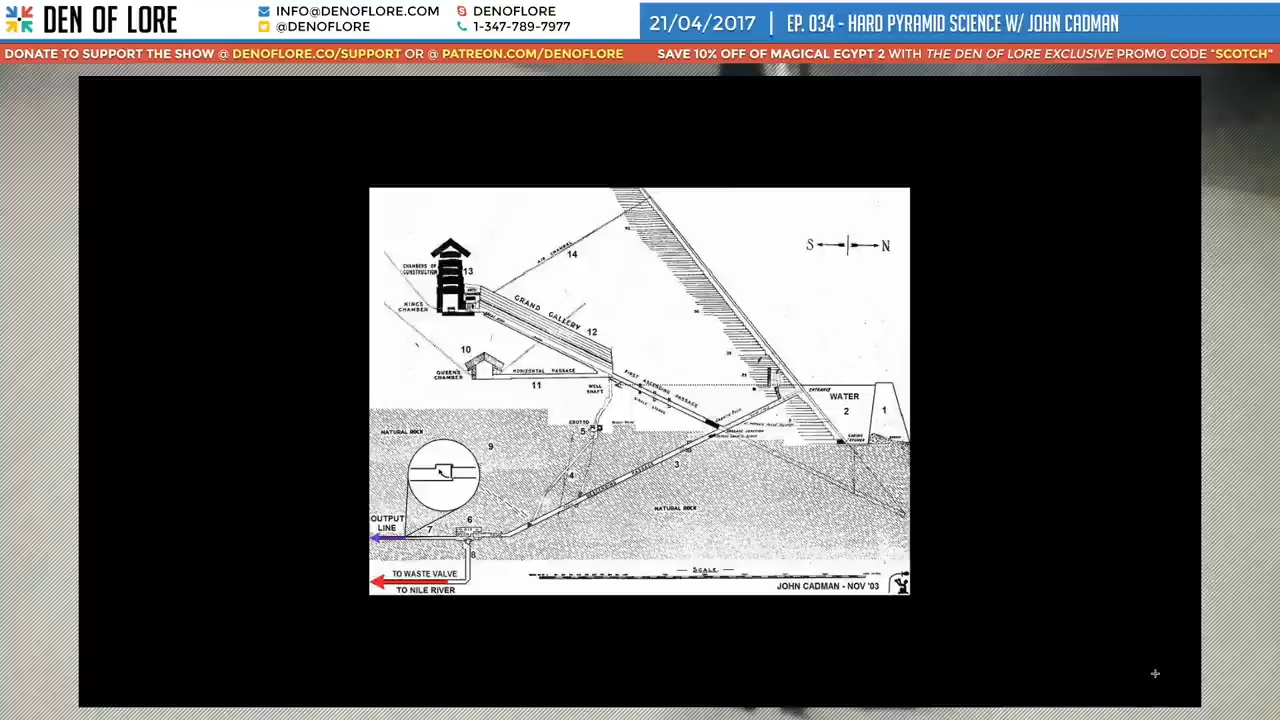 DEN OF LORE
INFO@DENOFLORE.COM
@DENOFLORE
DENOFLORE
1-347-789-7977
21/04/2017 | EP. 034 - HARD PYRAMID SCIENCE W/ JOHN CADMAN
DONATE TO SUPPORT THE SHOW @ DENOFLORE.CO/SUPPORT OR @ PATREON.COM/DENOFLORE
SAVE 10% OFF OF MAGICAL EGYPT 2 WITH THE DEN OF LORE EXCLUSIVE PROMO CODE "SCOTCH"
S N
AIR CHANNEL
14
CHAMBERS OF
CONSTRUCTION
13
KINGS
CHAMBER
GRAND GALLERY
12
10
QUEENS
CHAMBER
HORIZONTAL PASSAGE
11
WELL
SHAFT
FIRST ASCENDING PASSAGE
ENTRANCE
WATER
2
1
GROTTO
5
CASING
STONES
NATURAL ROCK
9
4
DESCENDING PASSAGE
3
NATURAL ROCK
OUTPUT
LINE
7
6
8
TO WASTE VALVE
TO NILE RIVER
SCALE
JOHN CADMAN - NOV '03